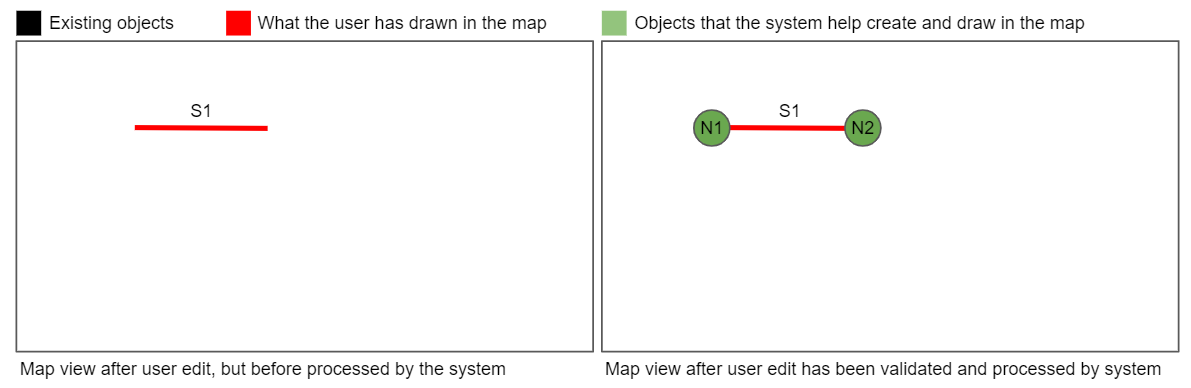 Existing objects
What the user has drawn in the map
Objects that the system help create and draw in the map
S1
N1
S1
N2
Map view after user edit, but before processed by the system
Map view after user edit has been validated and processed by system